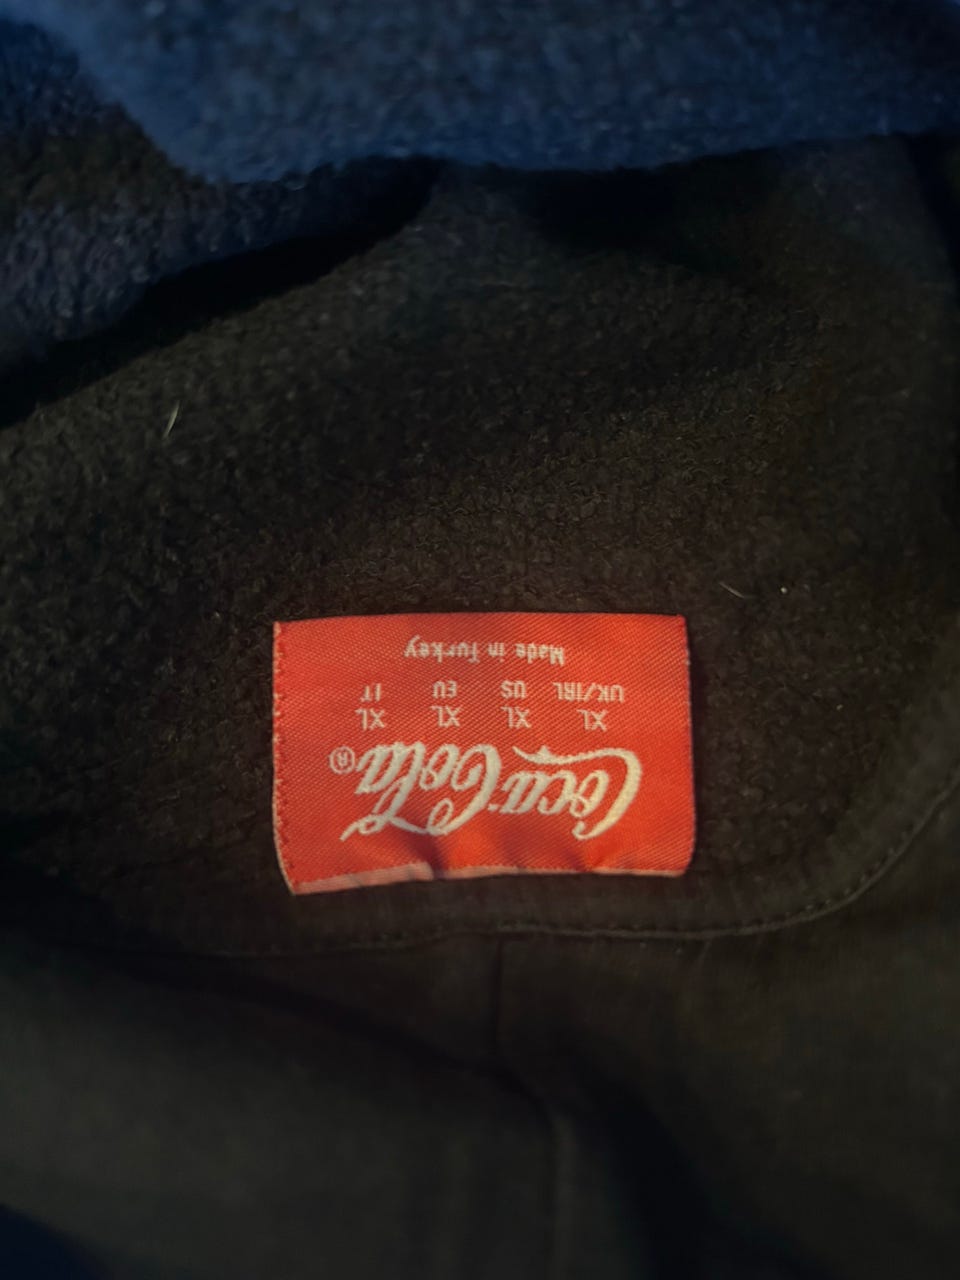 Coca-Cola®
XL XL XL XL
UK/IRL US EU IT
Made in Turkey